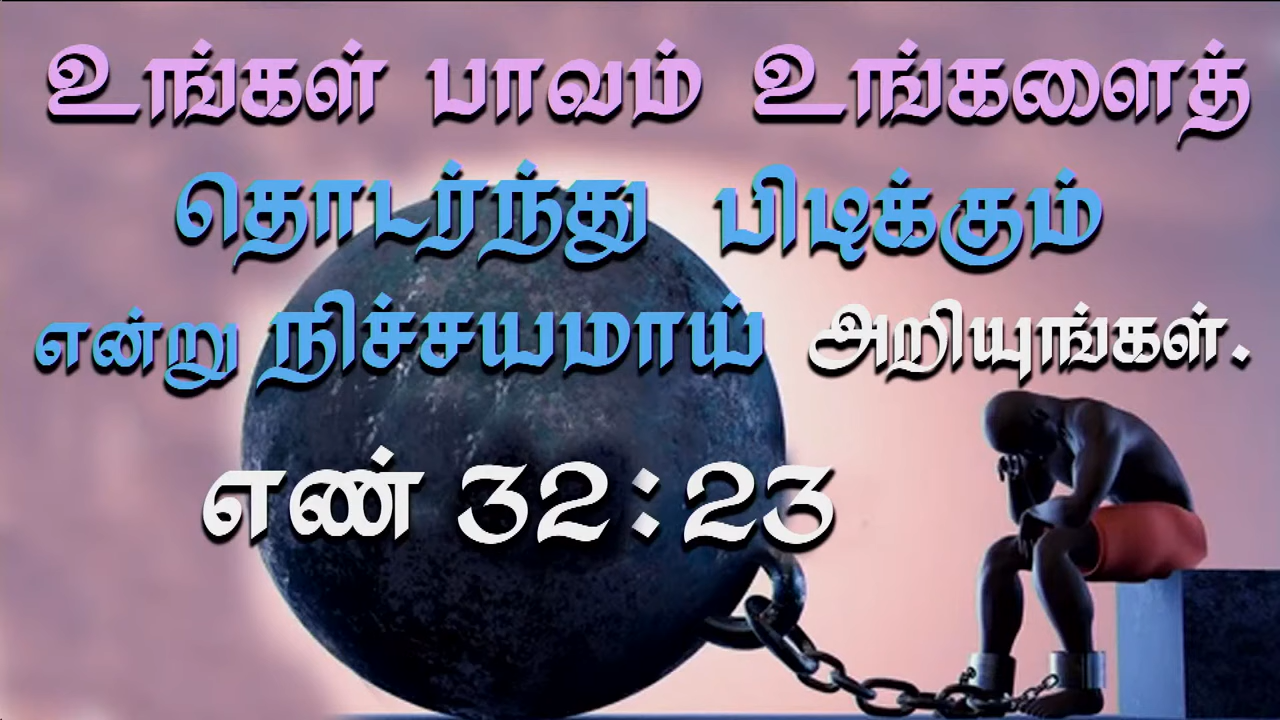 உங்கள் பாவம் உங்களைத்
தொடர்ந்து பிடிக்கும்
என்று நிச்சயமாய் அறியுங்கள்.
எண் 32:23